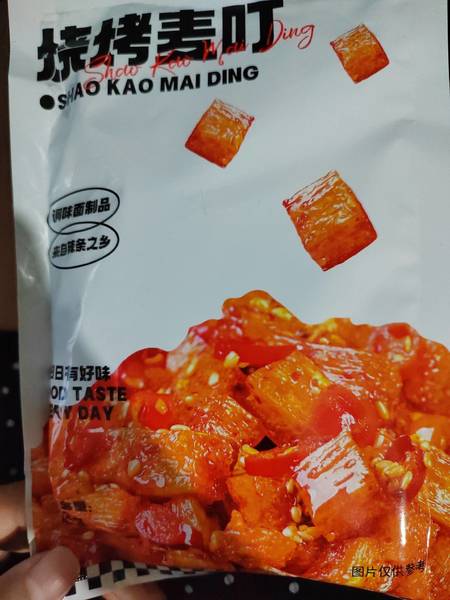 烧烤麦叮
Shao Kao Mai Ding
SHAO KAO MAI DING
调味面制品
来自辣条之乡
日有好味
OD TASTE
DAY
图片仅供参考